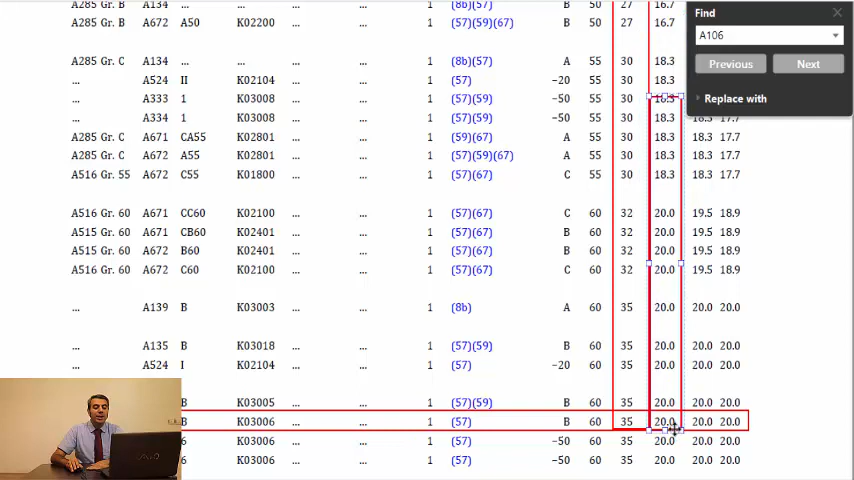 A285 Gr. B A134 ... ... ... ... 1 (8b)(57) B 50 27 16.7
A285 Gr. B A672 A50 K02200 ... ... 1 (57)(59)(67) B 50 27 16.7
A285 Gr. C A134 ... ... ... ... 1 (8b)(57) A 55 30 18.3
... A524 II K02104 ... ... 1 (57) −20 55 30 18.3
... A333 1 K03008 ... ... 1 (57)(59) −50 55 30 18.3
... A334 1 K03008 ... ... 1 (57)(59) −50 55 30 18.3 18.3 17.7
A285 Gr. C A671 CA55 K02801 ... ... 1 (59)(67) A 55 30 18.3 18.3 17.7
A285 Gr. C A672 A55 K02801 ... ... 1 (57)(59)(67) A 55 30 18.3 18.3 17.7
A516 Gr. 55 A672 C55 K01800 ... ... 1 (57)(67) C 55 30 18.3 18.3 17.7
A516 Gr. 60 A671 CC60 K02100 ... ... 1 (57)(67) C 60 32 20.0 19.5 18.9
A515 Gr. 60 A671 CB60 K02401 ... ... 1 (57)(67) B 60 32 20.0 19.5 18.9
A515 Gr. 60 A672 B60 K02401 ... ... 1 (57)(67) B 60 32 20.0 19.5 18.9
A516 Gr. 60 A672 C60 K02100 ... ... 1 (57)(67) C 60 32 20.0 19.5 18.9
... A139 B K03003 ... ... 1 (8b) A 60 35 20.0 20.0 20.0
... A135 B K03018 ... ... 1 (57)(59) B 60 35 20.0 20.0 20.0
... A524 I K02104 ... ... 1 (57) −20 60 35 20.0 20.0 20.0
B K03005 ... ... 1 (57)(59) B 60 35 20.0 20.0 20.0
B K03006 ... ... 1 (57) B 60 35 20.0 20.0 20.0
6 K03006 ... ... 1 (57) −50 60 35 20.0 20.0 20.0
6 K03006 ... ... 1 (57) −50 60 35 20.0 20.0 20.0
Find
A106
Previous Next
Replace with
VAIO